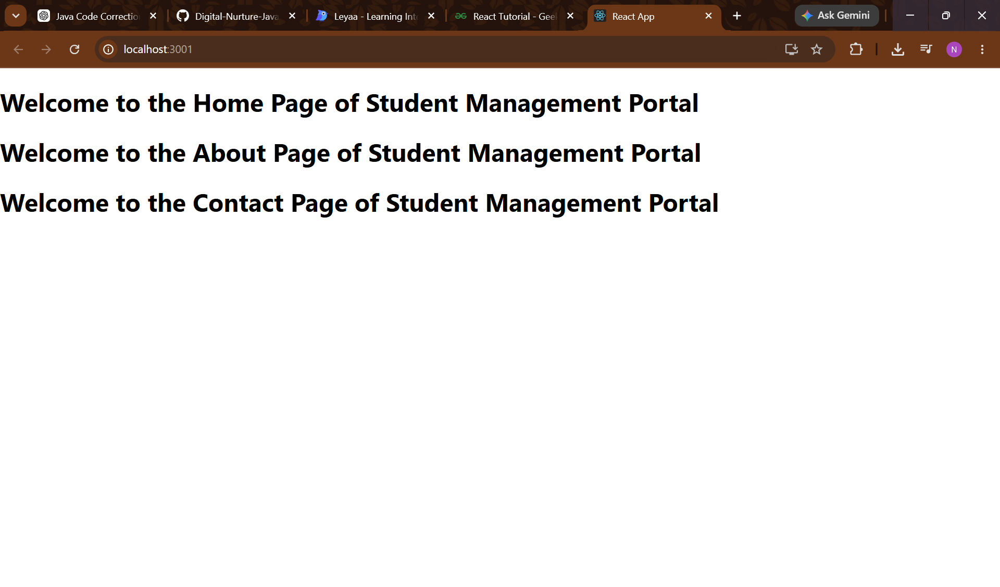 Java Code Correctio
Digital-Nurture-Java
Leyaa - Learning Inte
React Tutorial - Geek
React App
Ask Gemini
localhost:3001
N
Welcome to the Home Page of Student Management Portal
Welcome to the About Page of Student Management Portal
Welcome to the Contact Page of Student Management Portal